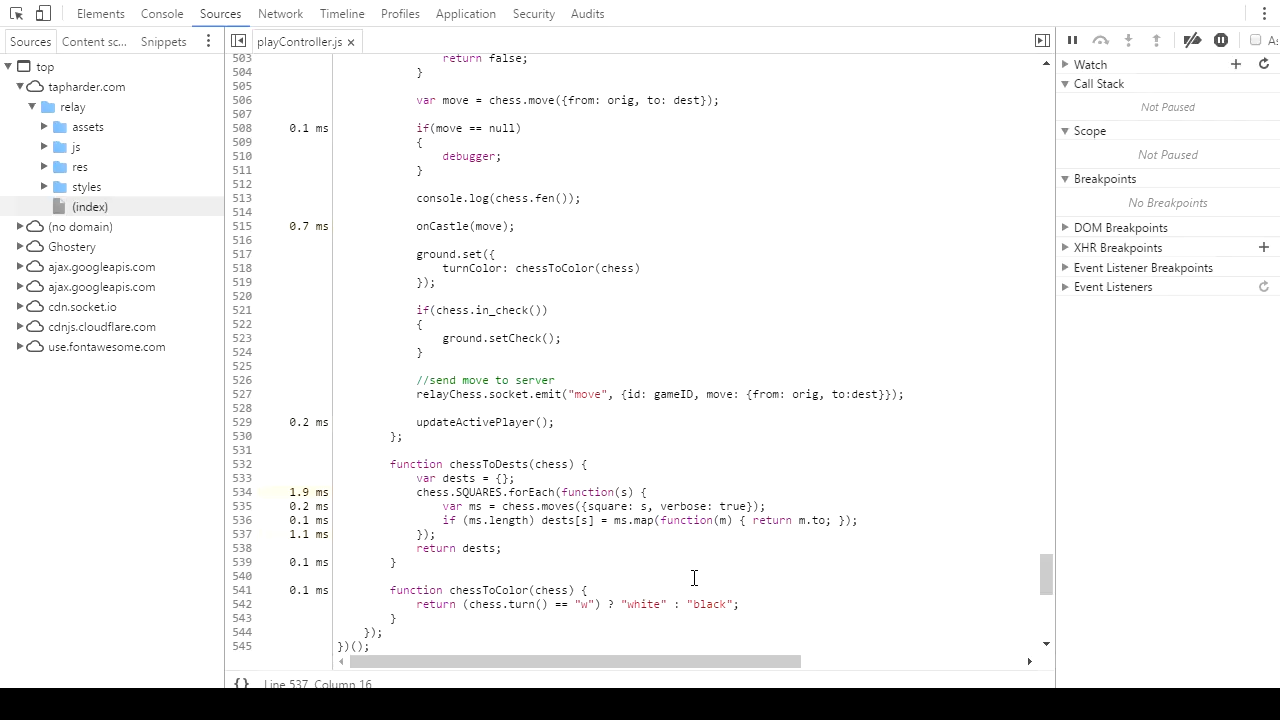 Elements Console Sources Network Timeline Profiles Application Security Audits
Sources Content sc... Snippets
playController.js ×
top
tapharder.com
relay
assets
js
res
styles
(index)
(no domain)
Ghostery
ajax.googleapis.com
ajax.googleapis.com
cdn.socket.io
cdnjs.cloudflare.com
use.fontawesome.com
503 return false;
504 }
505
506 var move = chess.move({from: orig, to: dest});
507
508 0.1 ms if(move == null)
509 {
510 debugger;
511 }
512
513 console.log(chess.fen());
514
515 0.7 ms onCastle(move);
516
517 ground.set({
518 turnColor: chessToColor(chess)
519 });
520
521 if(chess.in_check())
522 {
523 ground.setCheck();
524 }
525
526 //send move to server
527 relayChess.socket.emit("move", {id: gameID, move: {from: orig, to:dest}});
528
529 0.2 ms updateActivePlayer();
530 };
531
532 function chessToDests(chess) {
533 var dests = {};
534 1.9 ms chess.SQUARES.forEach(function(s) {
535 0.2 ms var ms = chess.moves({square: s, verbose: true});
536 0.1 ms if (ms.length) dests[s] = ms.map(function(m) { return m.to; });
537 1.1 ms });
538 return dests;
539 0.1 ms }
540
541 0.1 ms function chessToColor(chess) {
542 return (chess.turn() == "w") ? "white" : "black";
543 }
544 });
545 })();
{} Line 537, Column 16
As
Watch
Call Stack
Not Paused
Scope
Not Paused
Breakpoints
No Breakpoints
DOM Breakpoints
XHR Breakpoints
Event Listener Breakpoints
Event Listeners